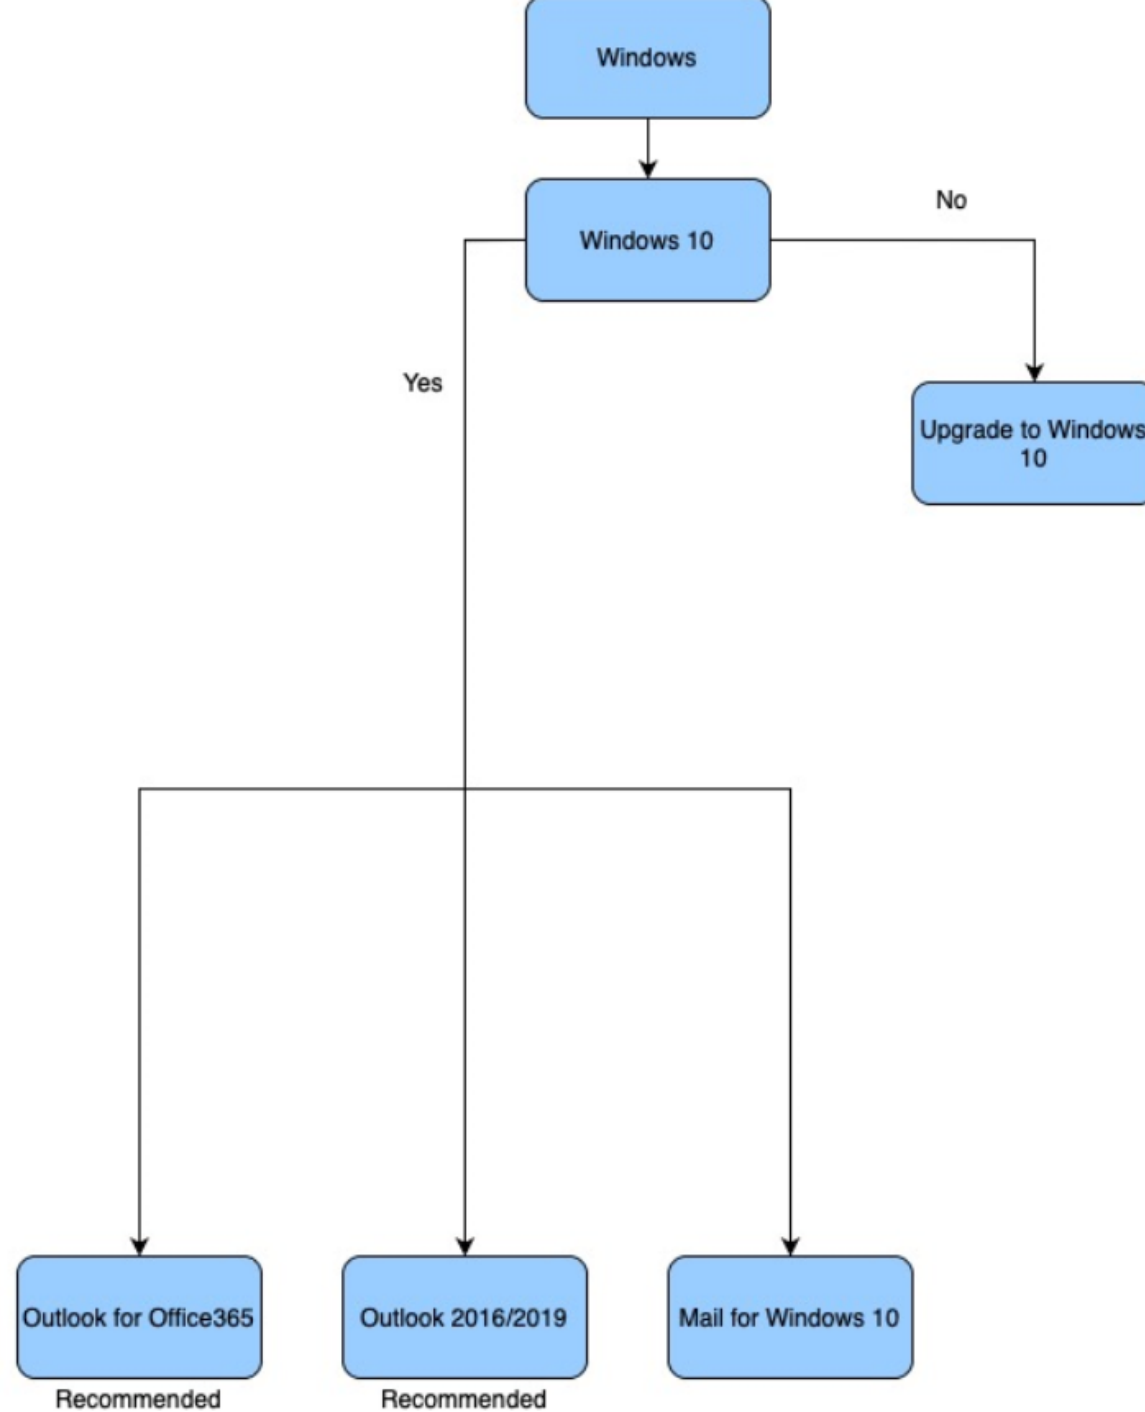 Windows
Windows 10
No
Yes
Upgrade to Windows
10
Outlook for Office365
Outlook 2016/2019
Mail for Windows 10
Recommended
Recommended